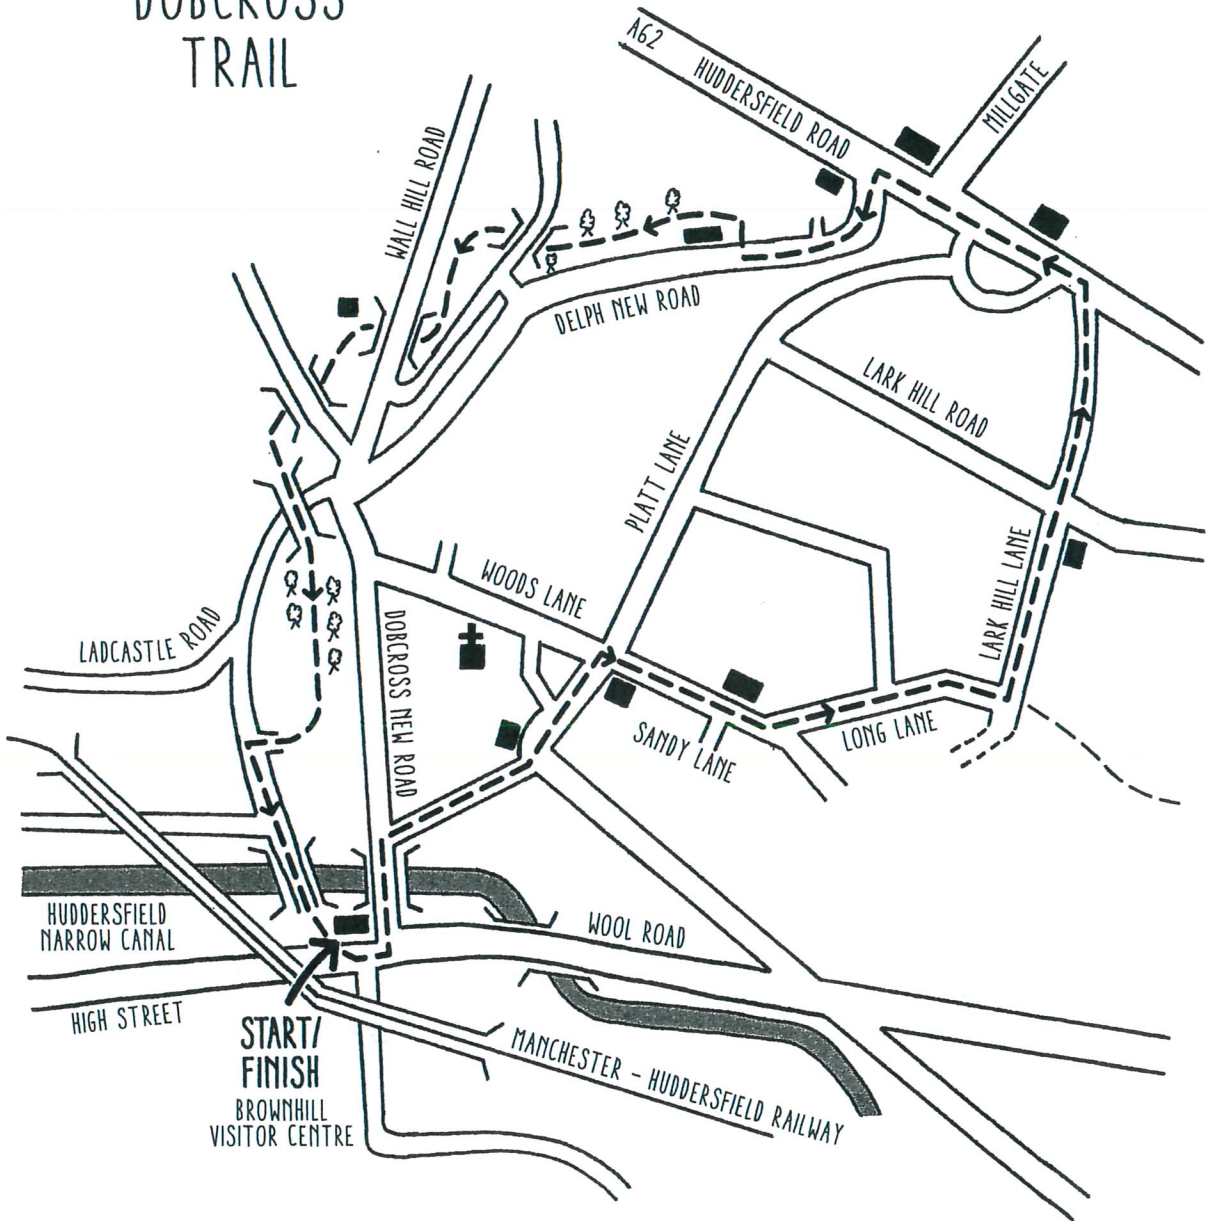 DOBCROSS
TRAIL
A62
HUDDERSFIELD ROAD
MILLGATE
WALL HILL ROAD
DELPH NEW ROAD
LARK HILL ROAD
PLATT LANE
WOODS LANE
LARK HILL LANE
LADCASTLE ROAD
DOBCROSS NEW ROAD
SANDY LANE
LONG LANE
HUDDERSFIELD
NARROW CANAL
WOOL ROAD
HIGH STREET
START/
FINISH
BROWNHILL
VISITOR CENTRE
MANCHESTER - HUDDERSFIELD RAILWAY